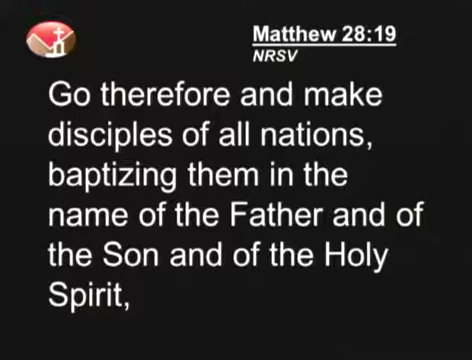 Matthew 28:19
NRSV
Go therefore and make
disciples of all nations,
baptizing them in the
name of the Father and of
the Son and of the Holy
Spirit,